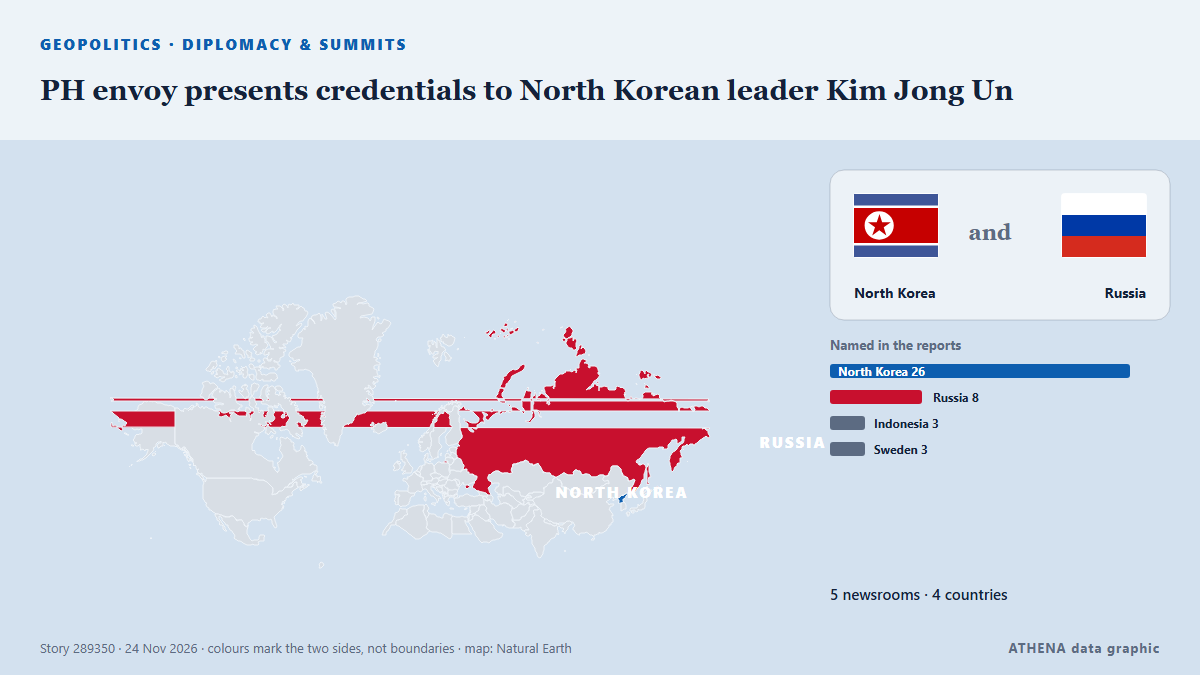 GEOPOLITICS · DIPLOMACY & SUMMITS
PH envoy presents credentials to North Korean leader Kim Jong Un
and
North Korea
Russia
Named in the reports
North Korea 26
Russia 8
Indonesia 3
Sweden 3
RUSSIA
NORTH KOREA
5 newsrooms · 4 countries
Story 289350 · 24 Nov 2026 · colours mark the two sides, not boundaries · map: Natural Earth
ATHENA data graphic